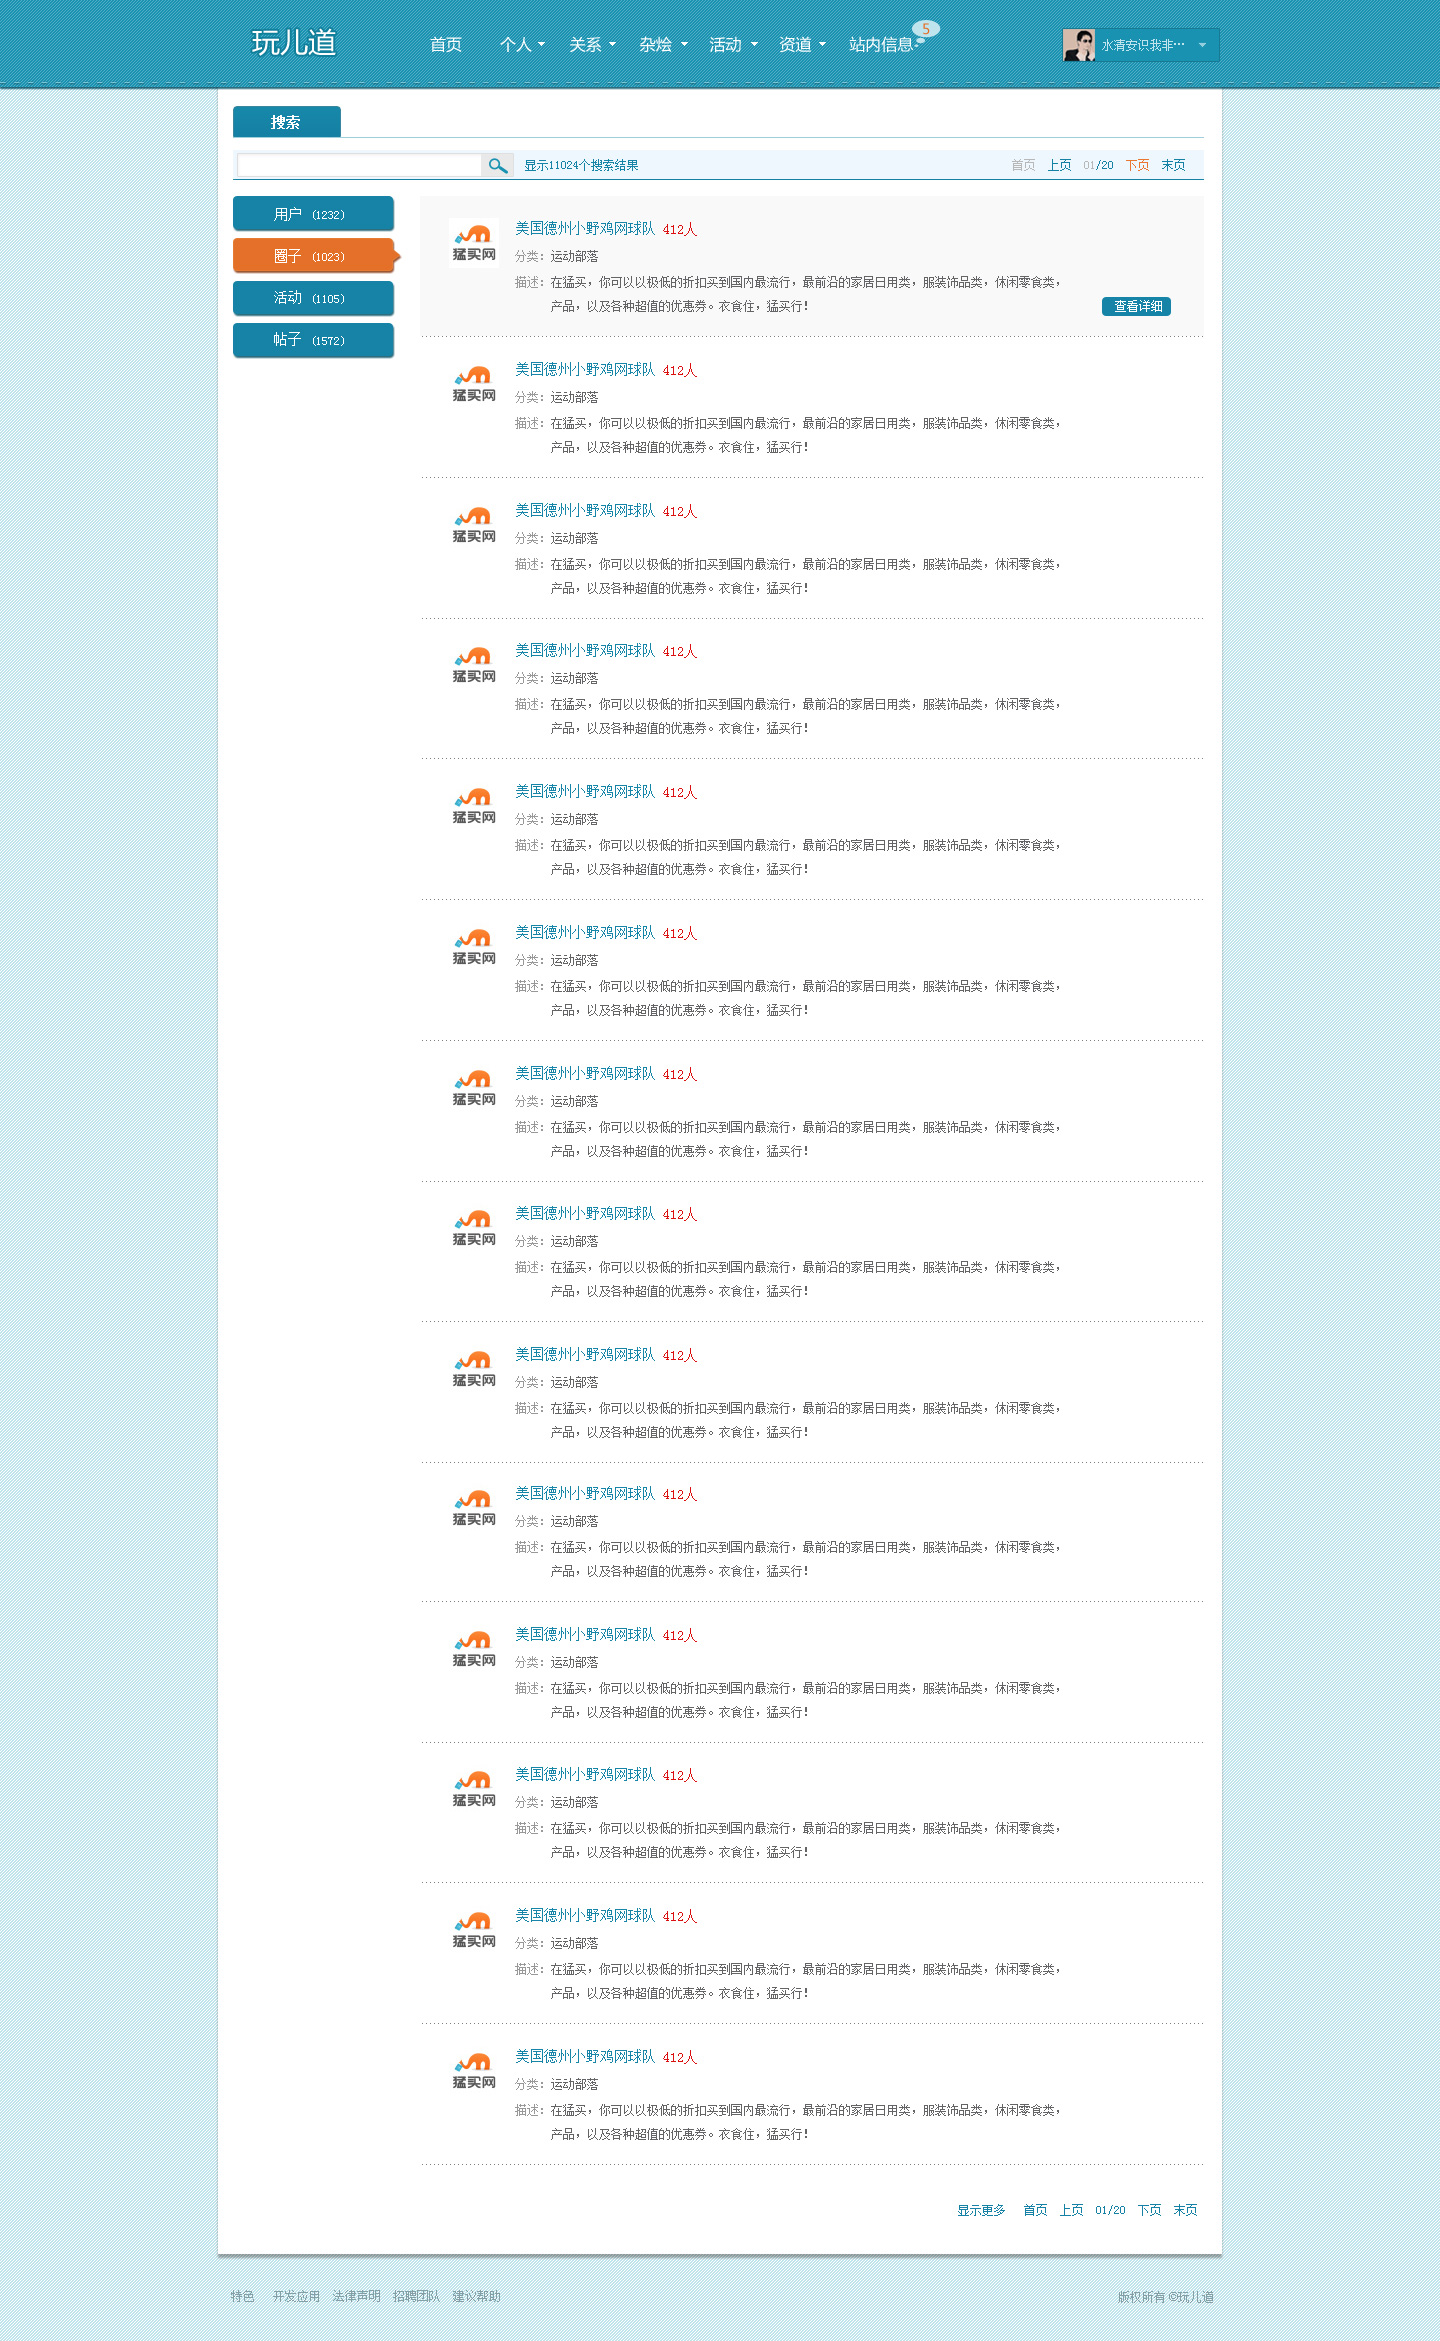 玩儿道 首页 个人 关系 杂烩 活动 资道 站内信息 5 水清安识我非…
搜索
显示11024个搜索结果 首页 上页 01/20 下页 末页
用户 (1232)
圈子 (1023)
活动 (1105)
帖子 (1572)
猛买网
美国德州小野鸡网球队 412人
分类: 运动部落
描述: 在猛买，你可以以极低的折扣买到国内最流行，最前沿的家居日用类，服装饰品类，休闲零食类，
产品，以及各种超值的优惠券。衣食住，猛买行!
查看详细
猛买网
美国德州小野鸡网球队 412人
分类: 运动部落
描述: 在猛买，你可以以极低的折扣买到国内最流行，最前沿的家居日用类，服装饰品类，休闲零食类，
产品，以及各种超值的优惠券。衣食住，猛买行!
猛买网
美国德州小野鸡网球队 412人
分类: 运动部落
描述: 在猛买，你可以以极低的折扣买到国内最流行，最前沿的家居日用类，服装饰品类，休闲零食类，
产品，以及各种超值的优惠券。衣食住，猛买行!
猛买网
美国德州小野鸡网球队 412人
分类: 运动部落
描述: 在猛买，你可以以极低的折扣买到国内最流行，最前沿的家居日用类，服装饰品类，休闲零食类，
产品，以及各种超值的优惠券。衣食住，猛买行!
猛买网
美国德州小野鸡网球队 412人
分类: 运动部落
描述: 在猛买，你可以以极低的折扣买到国内最流行，最前沿的家居日用类，服装饰品类，休闲零食类，
产品，以及各种超值的优惠券。衣食住，猛买行!
猛买网
美国德州小野鸡网球队 412人
分类: 运动部落
描述: 在猛买，你可以以极低的折扣买到国内最流行，最前沿的家居日用类，服装饰品类，休闲零食类，
产品，以及各种超值的优惠券。衣食住，猛买行!
猛买网
美国德州小野鸡网球队 412人
分类: 运动部落
描述: 在猛买，你可以以极低的折扣买到国内最流行，最前沿的家居日用类，服装饰品类，休闲零食类，
产品，以及各种超值的优惠券。衣食住，猛买行!
猛买网
美国德州小野鸡网球队 412人
分类: 运动部落
描述: 在猛买，你可以以极低的折扣买到国内最流行，最前沿的家居日用类，服装饰品类，休闲零食类，
产品，以及各种超值的优惠券。衣食住，猛买行!
猛买网
美国德州小野鸡网球队 412人
分类: 运动部落
描述: 在猛买，你可以以极低的折扣买到国内最流行，最前沿的家居日用类，服装饰品类，休闲零食类，
产品，以及各种超值的优惠券。衣食住，猛买行!
猛买网
美国德州小野鸡网球队 412人
分类: 运动部落
描述: 在猛买，你可以以极低的折扣买到国内最流行，最前沿的家居日用类，服装饰品类，休闲零食类，
产品，以及各种超值的优惠券。衣食住，猛买行!
猛买网
美国德州小野鸡网球队 412人
分类: 运动部落
描述: 在猛买，你可以以极低的折扣买到国内最流行，最前沿的家居日用类，服装饰品类，休闲零食类，
产品，以及各种超值的优惠券。衣食住，猛买行!
猛买网
美国德州小野鸡网球队 412人
分类: 运动部落
描述: 在猛买，你可以以极低的折扣买到国内最流行，最前沿的家居日用类，服装饰品类，休闲零食类，
产品，以及各种超值的优惠券。衣食住，猛买行!
猛买网
美国德州小野鸡网球队 412人
分类: 运动部落
描述: 在猛买，你可以以极低的折扣买到国内最流行，最前沿的家居日用类，服装饰品类，休闲零食类，
产品，以及各种超值的优惠券。衣食住，猛买行!
猛买网
美国德州小野鸡网球队 412人
分类: 运动部落
描述: 在猛买，你可以以极低的折扣买到国内最流行，最前沿的家居日用类，服装饰品类，休闲零食类，
产品，以及各种超值的优惠券。衣食住，猛买行!
显示更多 首页 上页 01/20 下页 末页
特色 开发应用 法律声明 招聘团队 建议帮助 版权所有 ©玩儿道